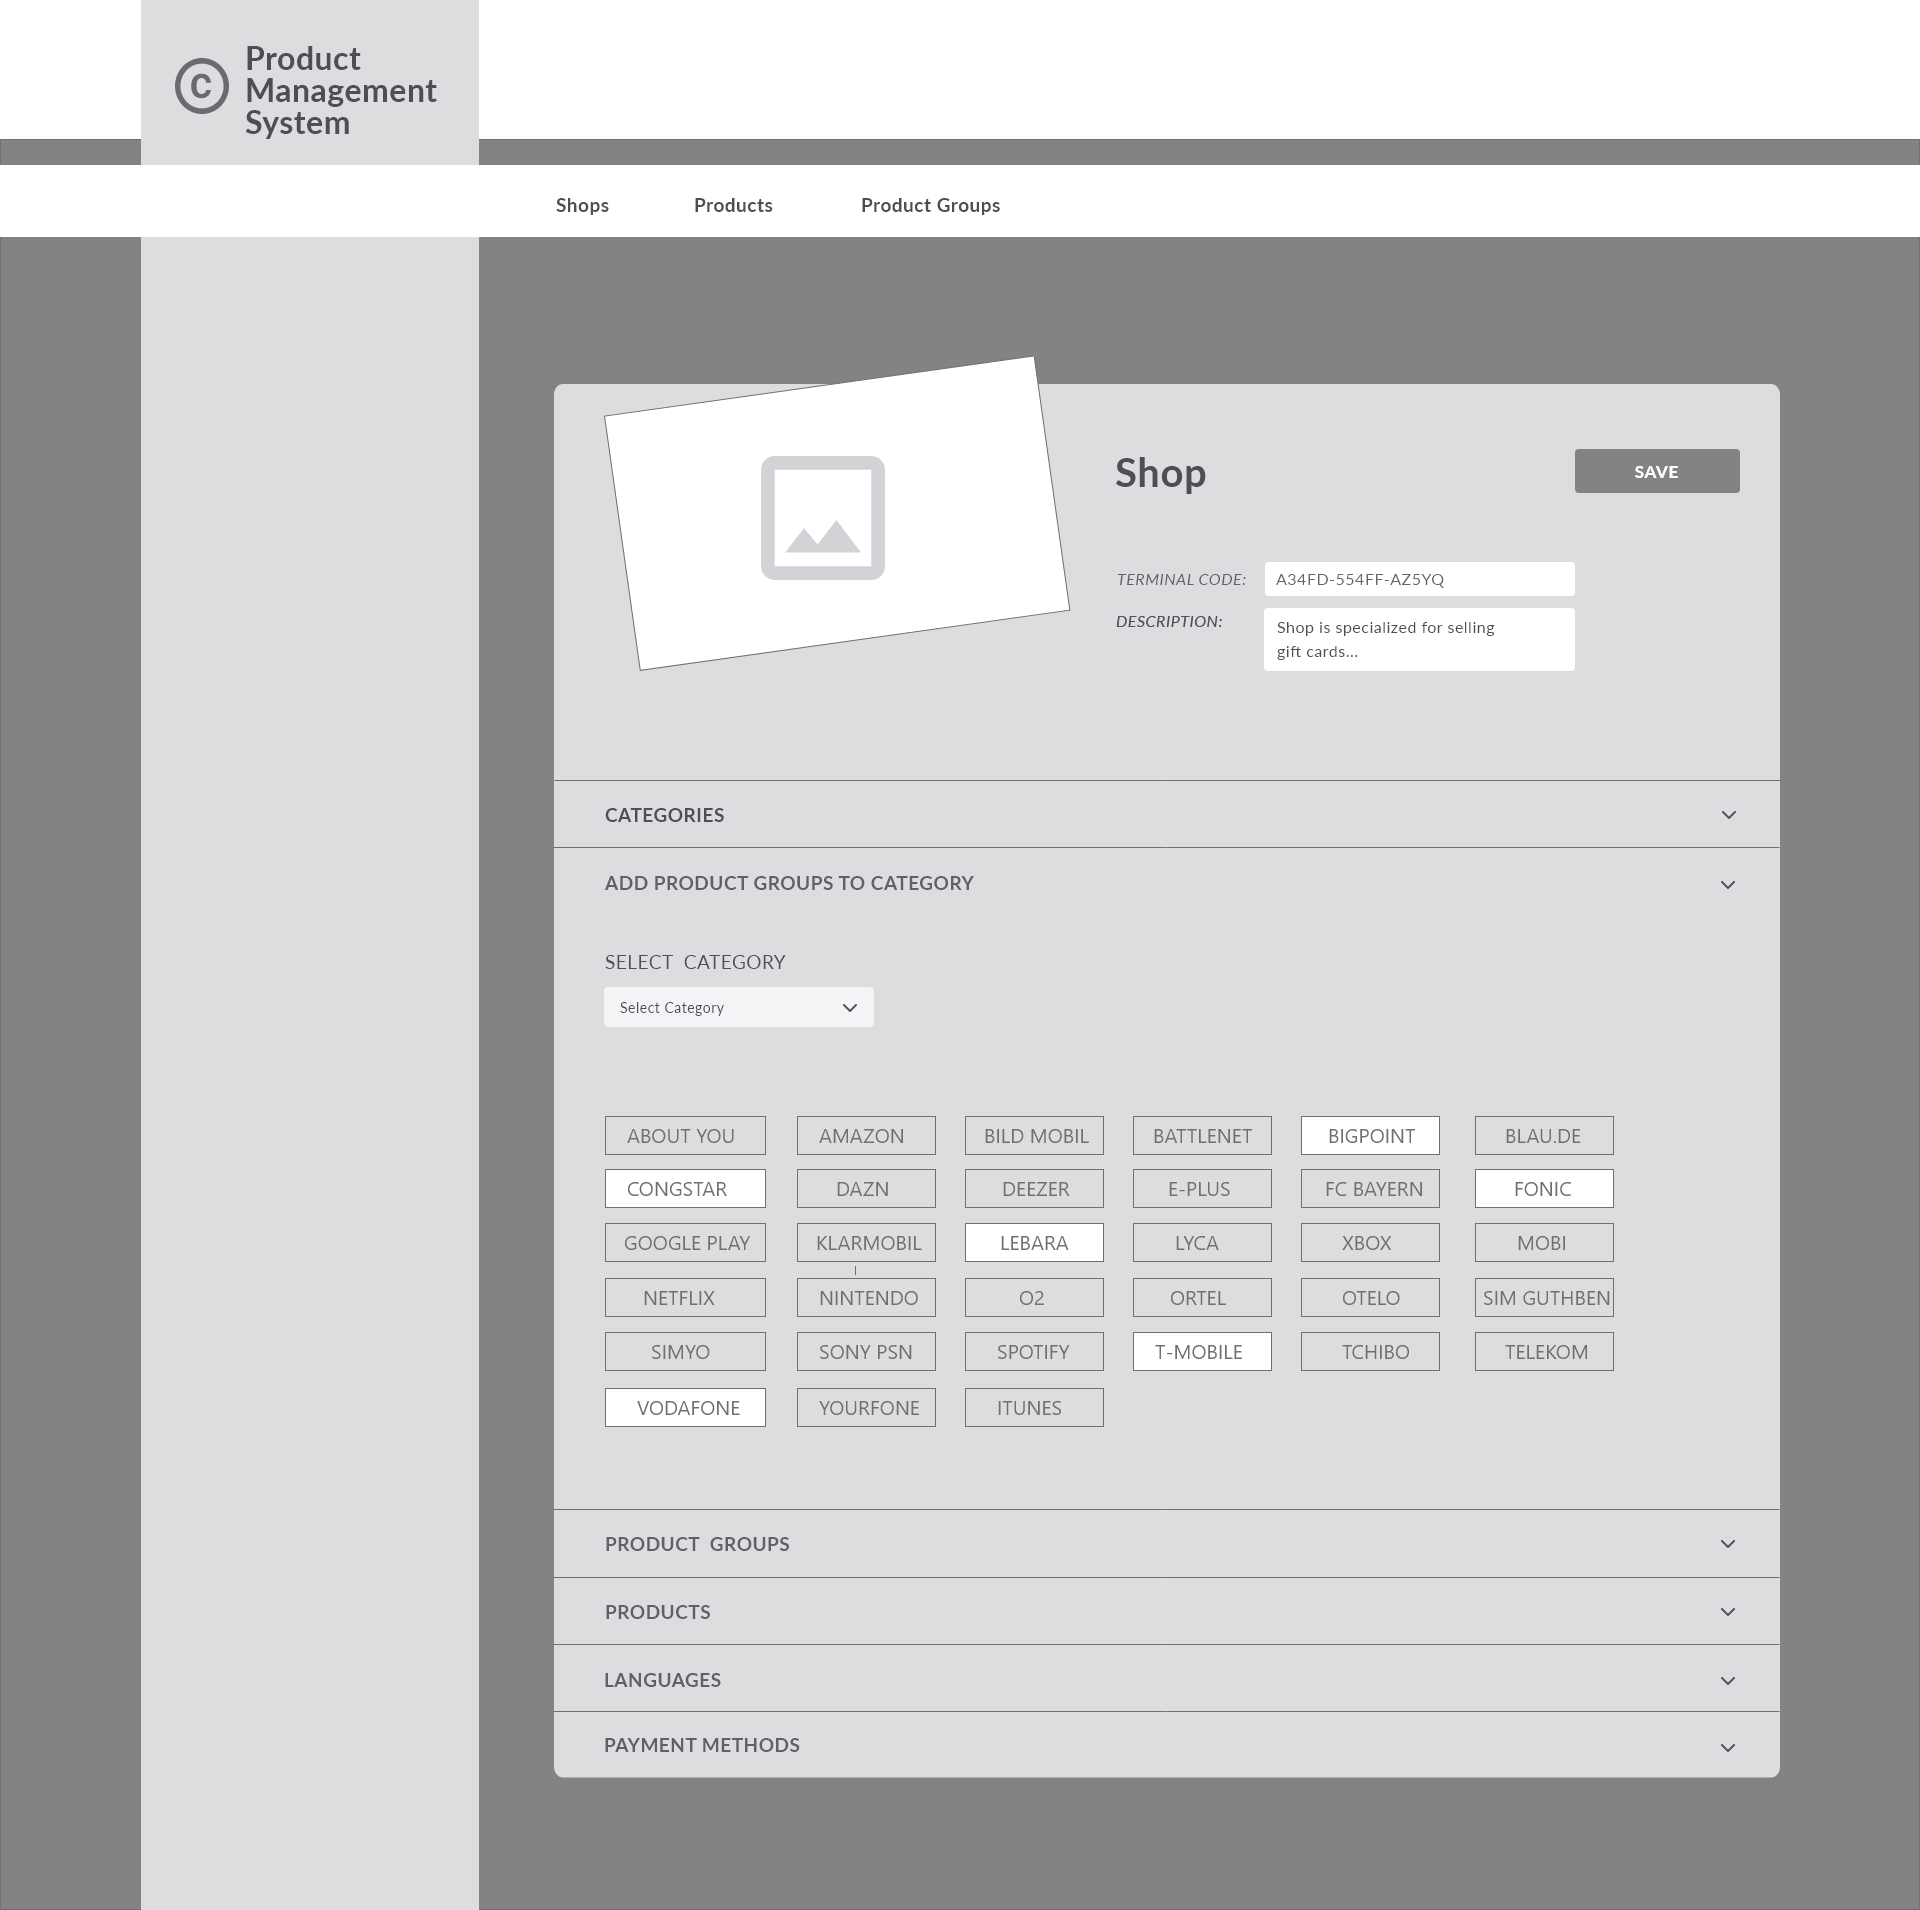 C
Product
Management
System
Shops Products Product Groups
Shop
SAVE
TERMINAL CODE: A34FD-554FF-AZ5YQ
DESCRIPTION: Shop is specialized for selling
gift cards...
CATEGORIES
ADD PRODUCT GROUPS TO CATEGORY
SELECT CATEGORY
Select Category
ABOUT YOU AMAZON BILD MOBIL BATTLENET BIGPOINT BLAU.DE
CONGSTAR DAZN DEEZER E-PLUS FC BAYERN FONIC
GOOGLE PLAY KLARMOBIL LEBARA LYCA XBOX MOBI
NETFLIX NINTENDO O2 ORTEL OTELO SIM GUTHBEN
SIMYO SONY PSN SPOTIFY T-MOBILE TCHIBO TELEKOM
VODAFONE YOURFONE ITUNES
PRODUCT GROUPS
PRODUCTS
LANGUAGES
PAYMENT METHODS